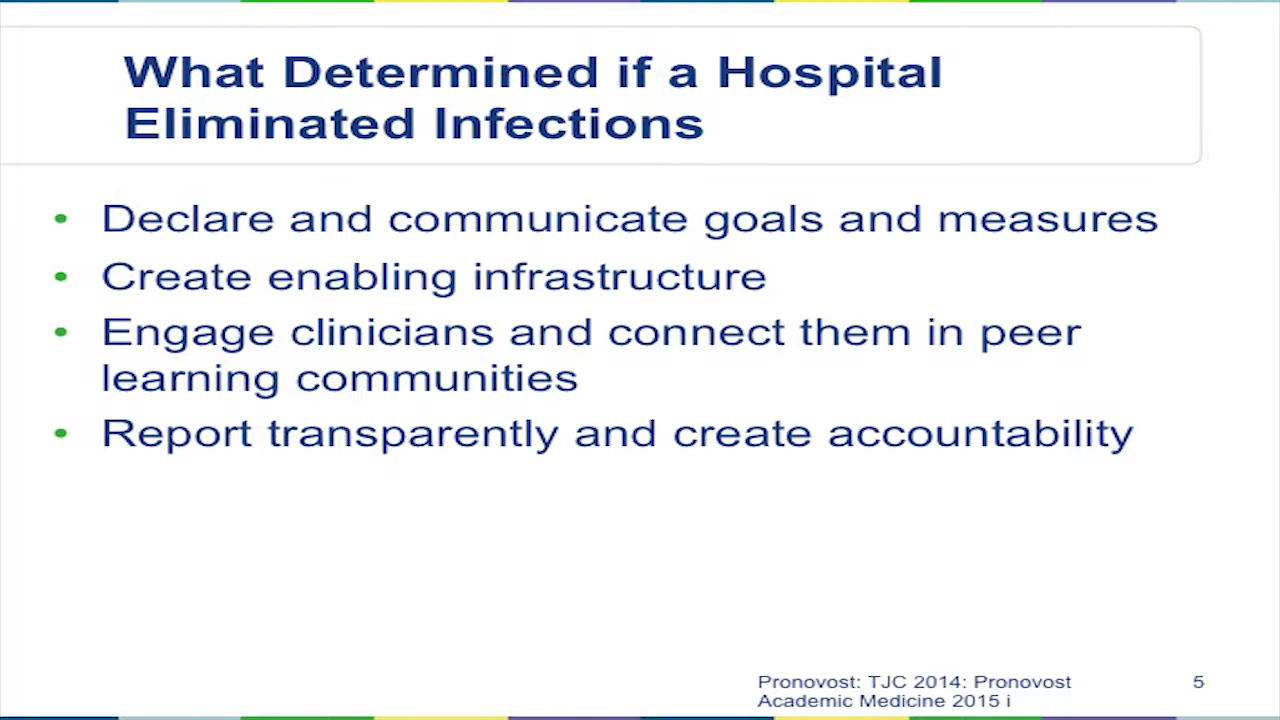 What Determined if a Hospital
Eliminated Infections
• Declare and communicate goals and measures
• Create enabling infrastructure
• Engage clinicians and connect them in peer
learning communities
• Report transparently and create accountability
Pronovost: TJC 2014: Pronovost
Academic Medicine 2015 i
5